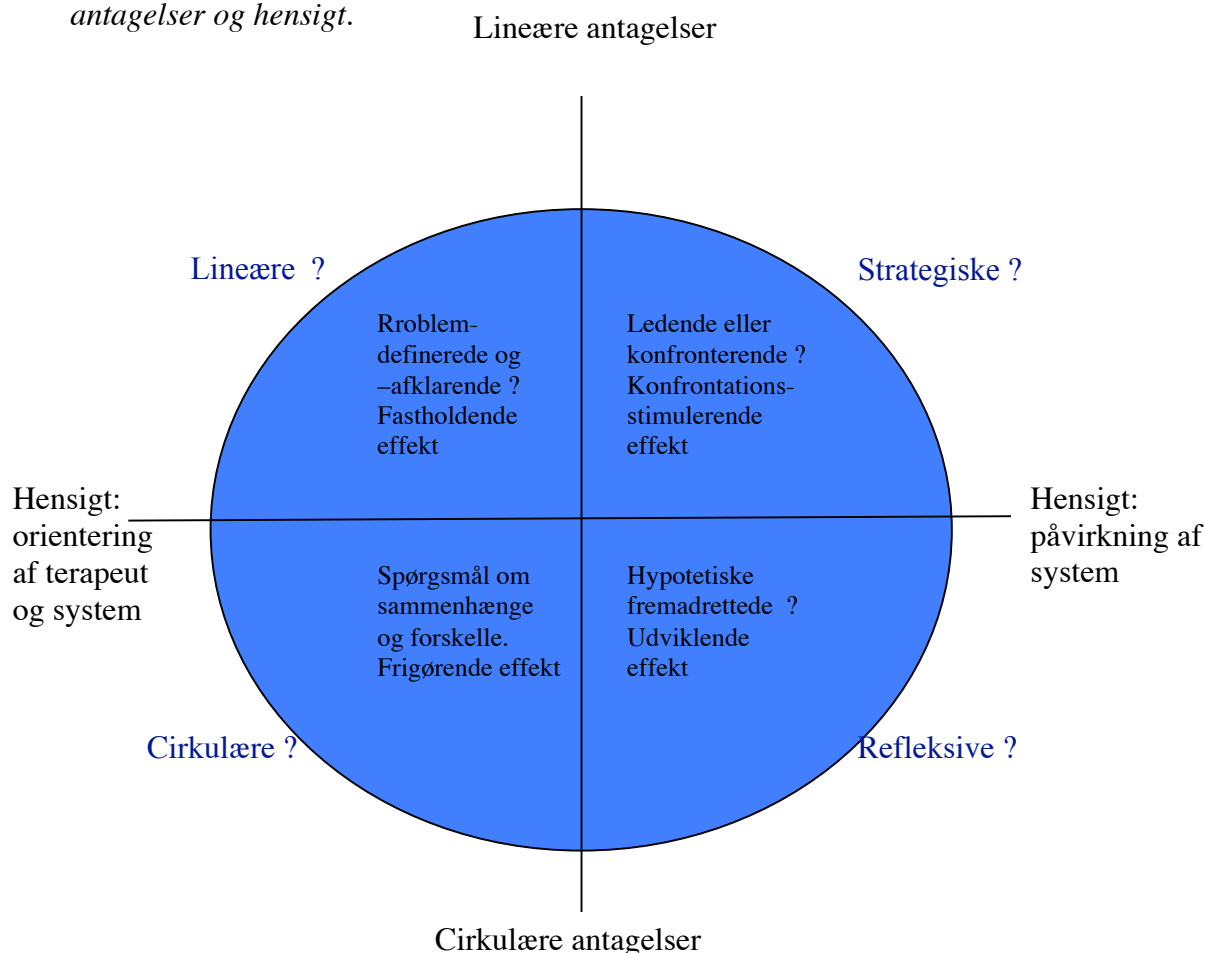 antagelser og hensigt.
Lineære antagelser
Lineære ?
Strategiske ?
Rroblem-
definerede og
–afklarende ?
Fastholdende
effekt
Ledende eller
konfronterende ?
Konfrontations-
stimulerende
effekt
Hensigt:
orientering
af terapeut
og system
Hensigt:
påvirkning af
system
Spørgsmål om
sammenhænge
og forskelle.
Frigørende effekt
Hypotetiske
fremadrettede ?
Udviklende
effekt
Cirkulære ?
Refleksive ?
Cirkulære antagelser